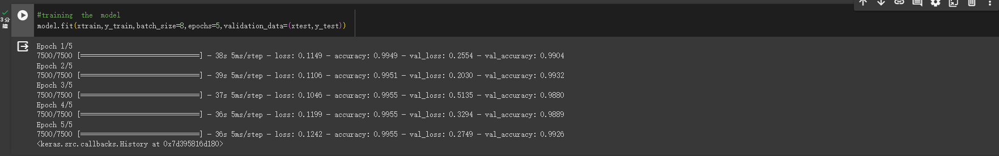 3分
鐘
#training  the  model
model.fit(xtrain,y_train,batch_size=8,epochs=5,validation_data=(xtest,y_test))
Epoch 1/5
7500/7500 [==============================] - 38s 5ms/step - loss: 0.1149 - accuracy: 0.9949 - val_loss: 0.2554 - val_accuracy: 0.9904
Epoch 2/5
7500/7500 [==============================] - 39s 5ms/step - loss: 0.1106 - accuracy: 0.9951 - val_loss: 0.2030 - val_accuracy: 0.9932
Epoch 3/5
7500/7500 [==============================] - 37s 5ms/step - loss: 0.1046 - accuracy: 0.9955 - val_loss: 0.5135 - val_accuracy: 0.9880
Epoch 4/5
7500/7500 [==============================] - 36s 5ms/step - loss: 0.1199 - accuracy: 0.9955 - val_loss: 0.3294 - val_accuracy: 0.9889
Epoch 5/5
7500/7500 [==============================] - 36s 5ms/step - loss: 0.1242 - accuracy: 0.9955 - val_loss: 0.2749 - val_accuracy: 0.9926
<keras.src.callbacks.History at 0x7d395816d180>